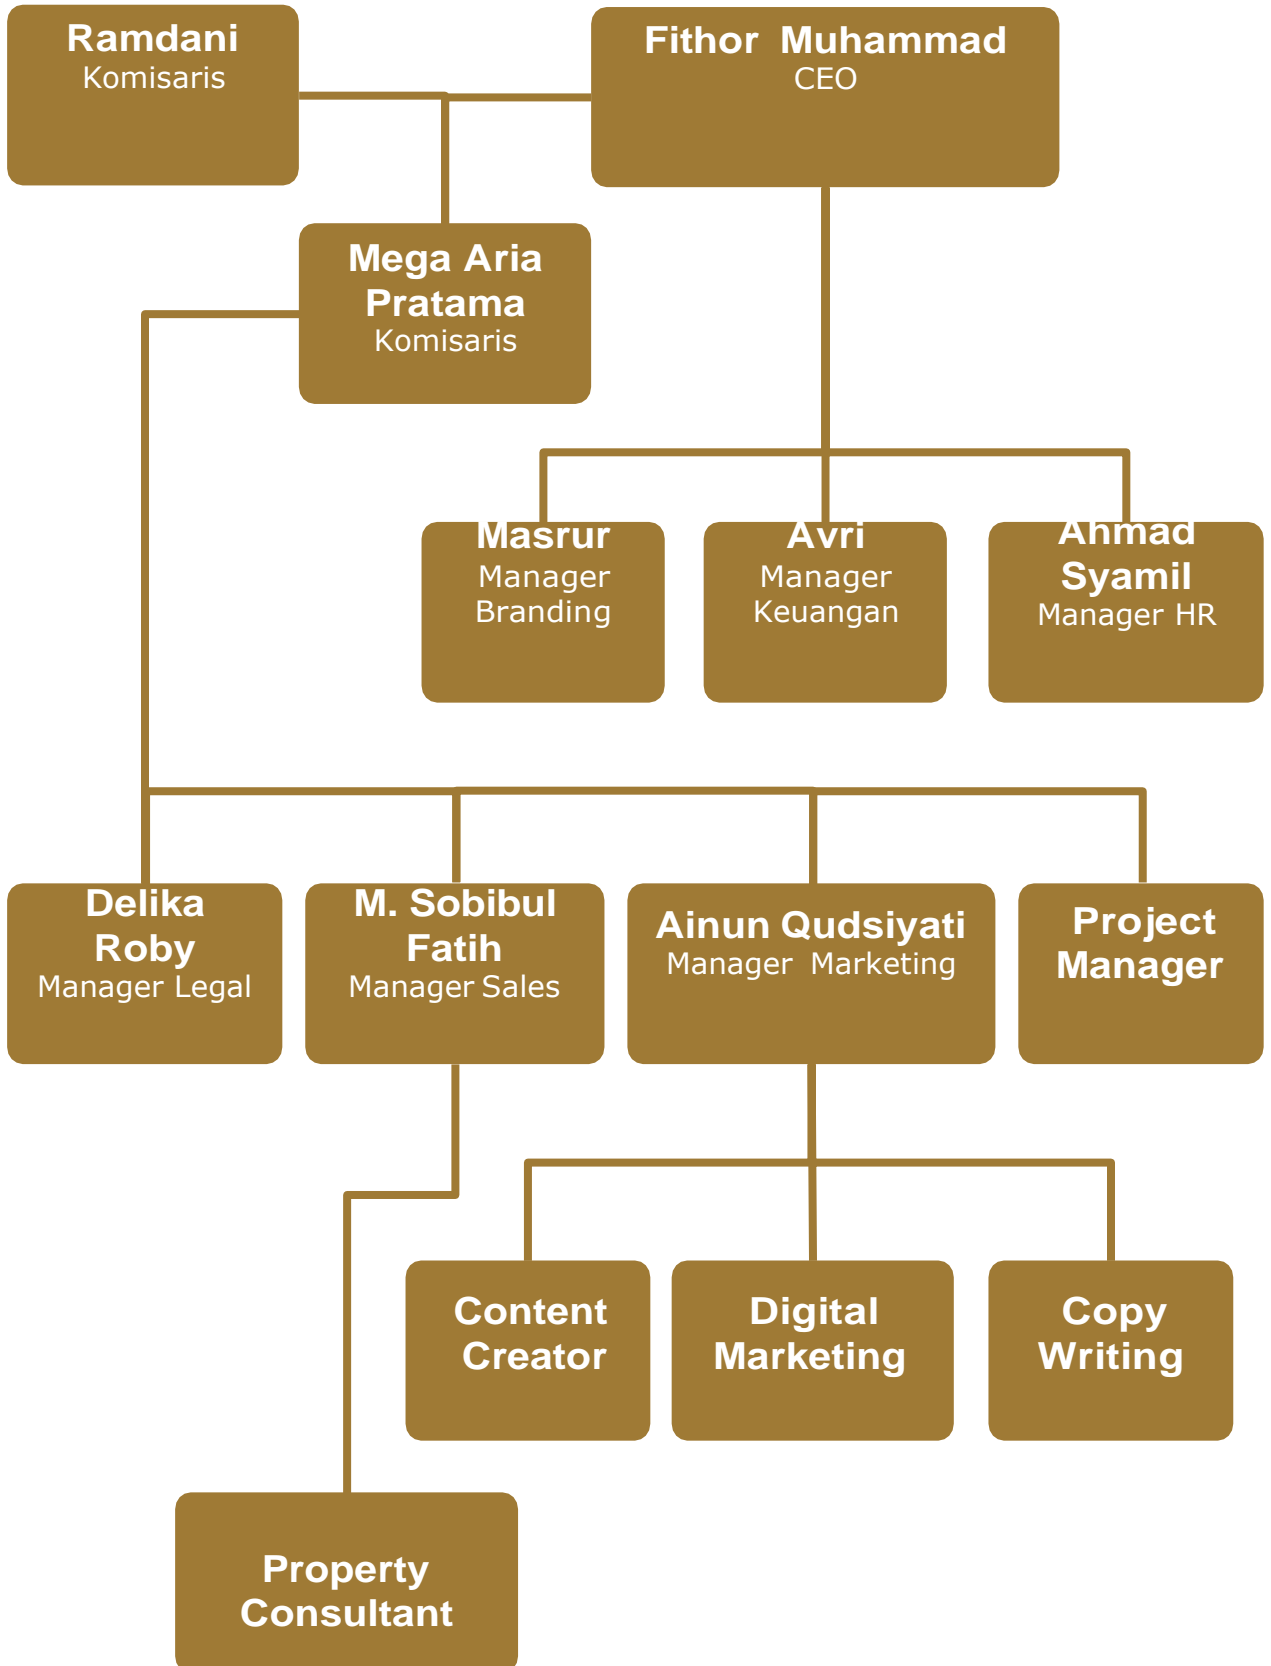 Ramdani
Komisaris
Fithor Muhammad
CEO
Mega Aria
Pratama
Komisaris
Masrur
Manager
Branding
Avri
Manager
Keuangan
Ahmad
Syamil
Manager HR
Delika
Roby
Manager Legal
M. Sobibul
Fatih
Manager Sales
Ainun Qudsiyati
Manager Marketing
Project
Manager
Content
Creator
Digital
Marketing
Copy
Writing
Property
Consultant